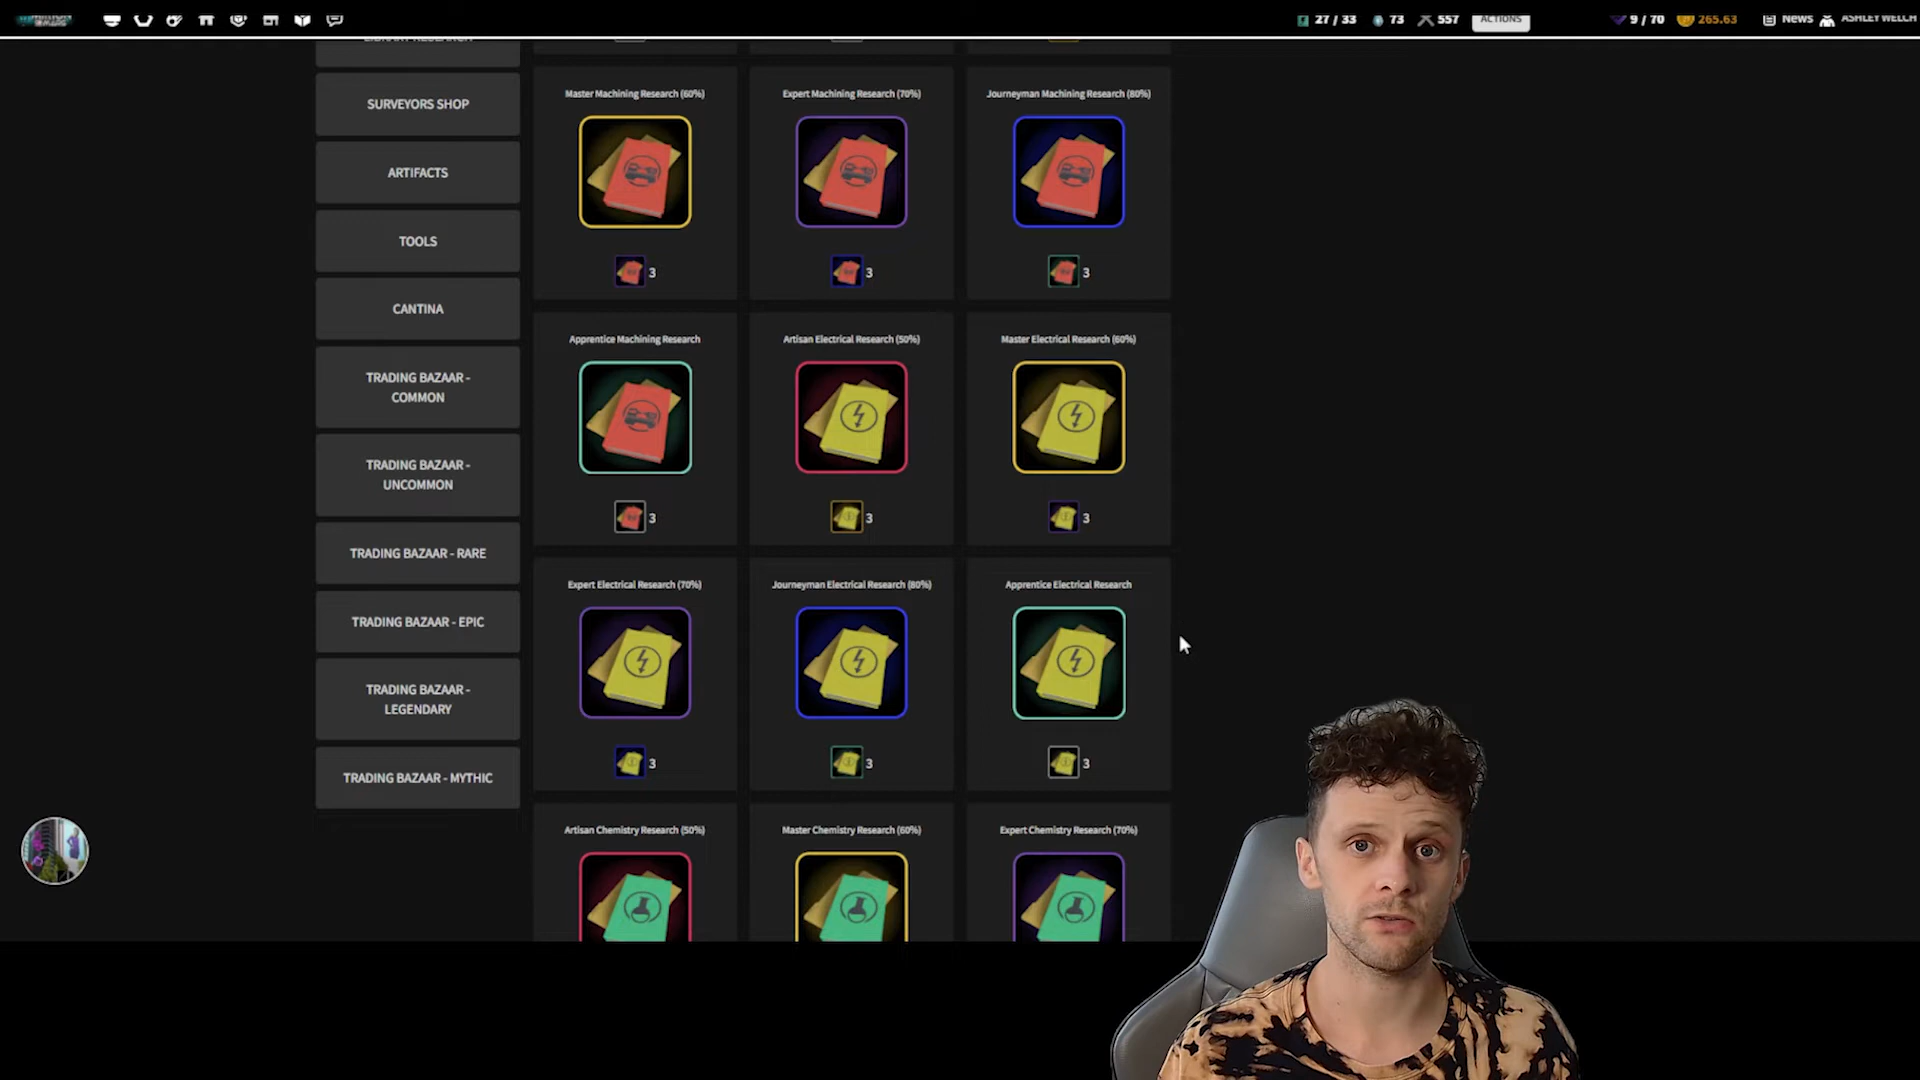 27 / 33
73
557
ACTIONS
9 / 70
265.63
News
ASHLEY WELCH
LIBRARY RESEARCH
SURVEYORS SHOP
ARTIFACTS
TOOLS
CANTINA
TRADING BAZAAR -
COMMON
TRADING BAZAAR -
UNCOMMON
TRADING BAZAAR - RARE
TRADING BAZAAR - EPIC
TRADING BAZAAR -
LEGENDARY
TRADING BAZAAR - MYTHIC
Master Machining Research (60%)
Expert Machining Research (70%)
Journeyman Machining Research (80%)
3
3
3
Apprentice Machining Research
Artisan Electrical Research (50%)
Master Electrical Research (60%)
3
3
3
Expert Electrical Research (70%)
Journeyman Electrical Research (80%)
Apprentice Electrical Research
3
3
3
Artisan Chemistry Research (50%)
Master Chemistry Research (60%)
Expert Chemistry Research (70%)